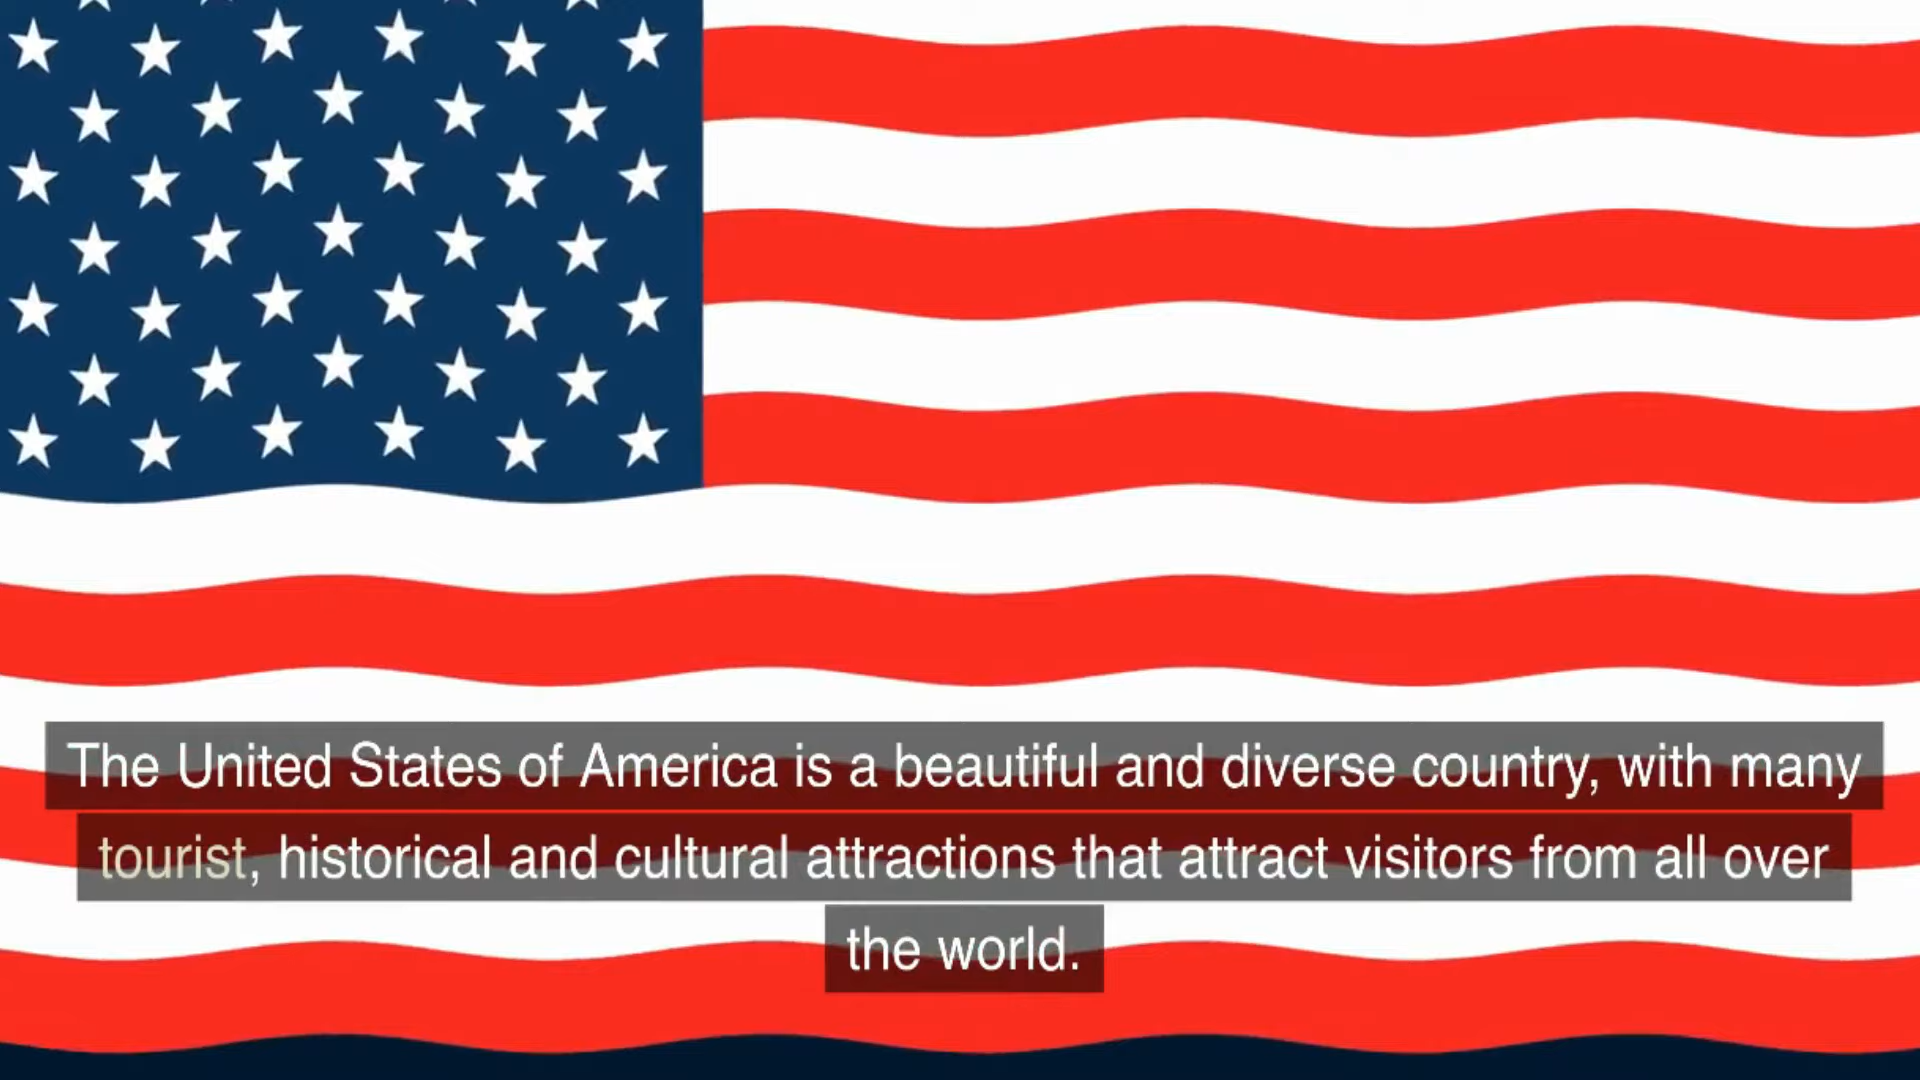 The United States of America is a beautiful and diverse country, with many
tourist, historical and cultural attractions that attract visitors from all over
the world.